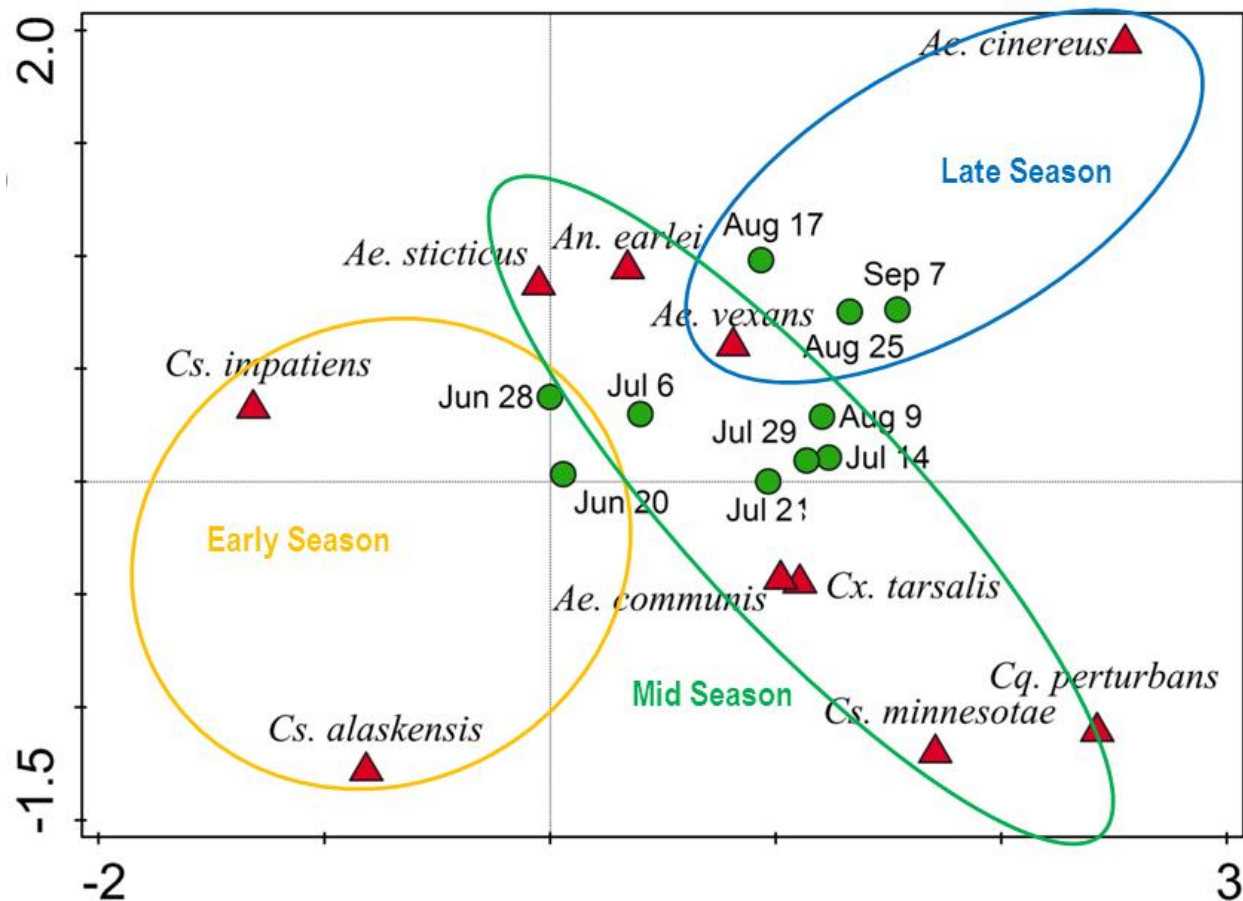 2.0
Ae. cinereus
Late Season
Aug 17
An. earlei
Ae. sticticus
Sep 7
Ae. vexans
Aug 25
Cs. impatiens
Jul 6
Jun 28
Aug 9
Jul 29
Jul 14
Jun 20
Jul 21
Early Season
Ae. communis
Cx. tarsalis
Cq. perturbans
Mid Season
Cs. minnesotae
Cs. alaskensis
-1.5
-2
3